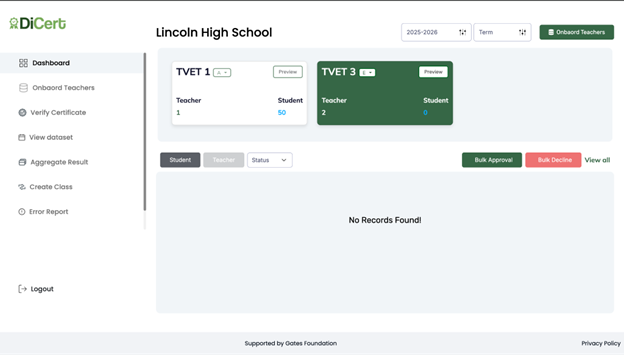 DiCert
Lincoln High School
2025-2026
Term
Onbaord Teachers
Dashboard
Onbaord Teachers
Verify Certificate
View dataset
Aggregate Result
Create Class
Error Report
Logout
TVET 1
Preview
Teacher
Student
1
50
TVET 3
Preview
Teacher
Student
2
0
Student
Teacher
Status
Bulk Approval
Bulk Decline
View all
No Records Found!
Supported by Gates Foundation
Privacy Policy